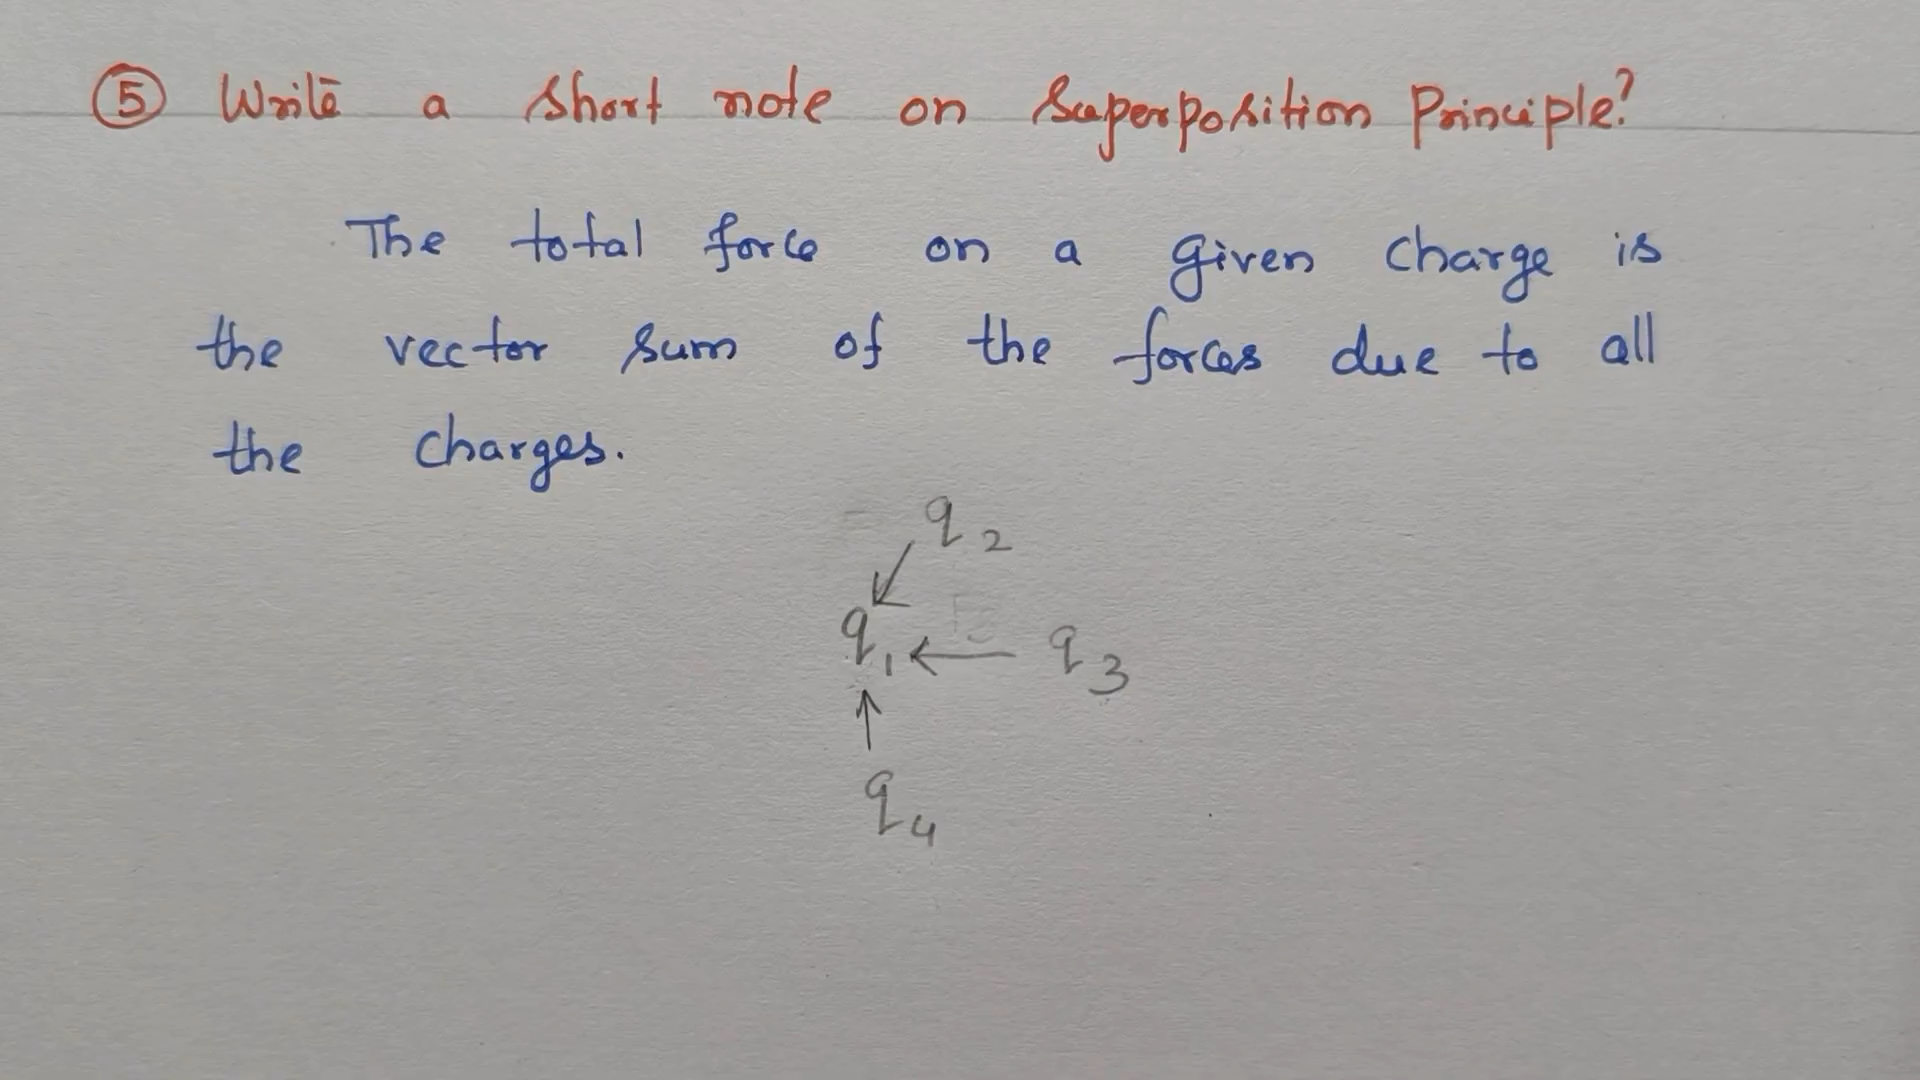 ⑤ Write a short note on Superposition Principle?
The total force on a given charge is
the vector sum of the forces due to all
the charges.
q2
q1 ← q3
↑
q4